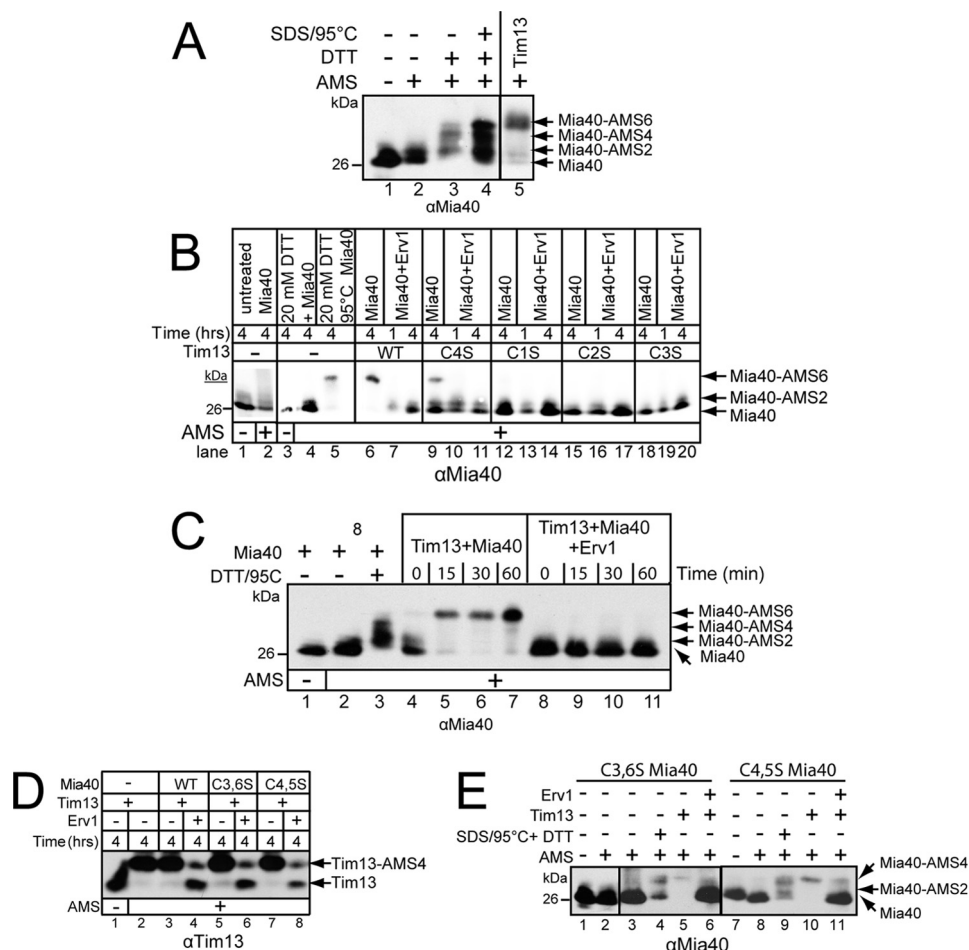 A
SDS/95°C - - - +
DTT - - + +
AMS - + + + +
Tim13
kDa
26
Mia40-AMS6
Mia40-AMS4
Mia40-AMS2
Mia40
1 2 3 4 5
αMia40
B
untreated
Mia40
20 mM DTT
+ Mia40
20 mM DTT
95°C Mia40
Mia40
Mia40+Erv1
Mia40
Mia40+Erv1
Mia40
Mia40+Erv1
Mia40
Mia40+Erv1
Mia40
Mia40+Erv1
Time (hrs) 4 4 4 4 4 4 1 4 4 1 4 4 1 4 4 1 4 4 1 4
Tim13 - - WT C4S C1S C2S C3S
kDa
26
Mia40-AMS6
Mia40-AMS2
Mia40
AMS - + - +
lane 1 2 3 4 5 6 7 8 9 10 11 12 13 14 15 16 17 18 19 20
αMia40
C
8
Mia40 + + +
DTT/95C - - +
Tim13+Mia40
Tim13+Mia40
+Erv1
0 15 30 60 0 15 30 60 Time (min)
kDa
26
Mia40-AMS6
Mia40-AMS4
Mia40-AMS2
Mia40
AMS - +
1 2 3 4 5 6 7 8 9 10 11
αMia40
D
Mia40 - WT C3,6S C4,5S
Tim13 + + + +
Erv1 - - - + - + - +
Time (hrs) 4 4 4 4 4 4 4 4
Tim13-AMS4
Tim13
AMS - +
1 2 3 4 5 6 7 8
αTim13
E
C3,6S Mia40 C4,5S Mia40
Erv1 - - - - - + - - - - +
Tim13 - - - - + + - - - + +
SDS/95°C+ DTT - - - + - - - - + - -
AMS - + + + + + - + + + +
kDa
26
Mia40-AMS4
Mia40-AMS2
Mia40
1 2 3 4 5 6 7 8 9 10 11
αMia40